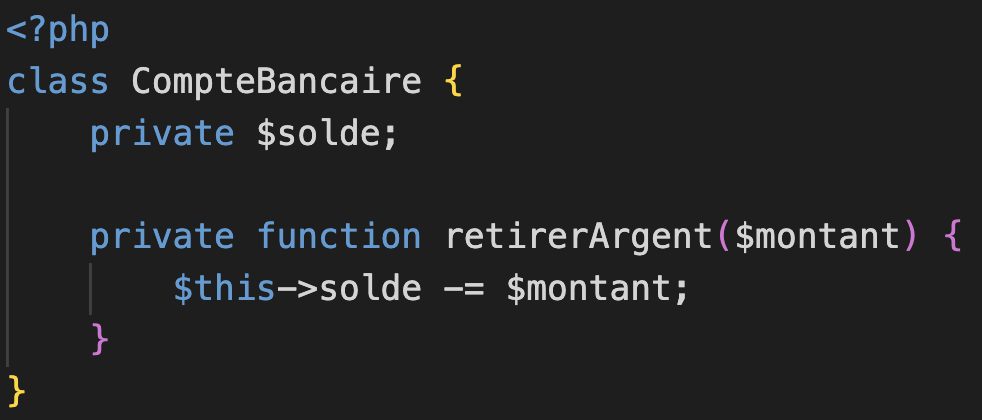 <?php
class CompteBancaire {
    private $solde;

    private function retirerArgent($montant) {
        $this->solde -= $montant;
    }
}